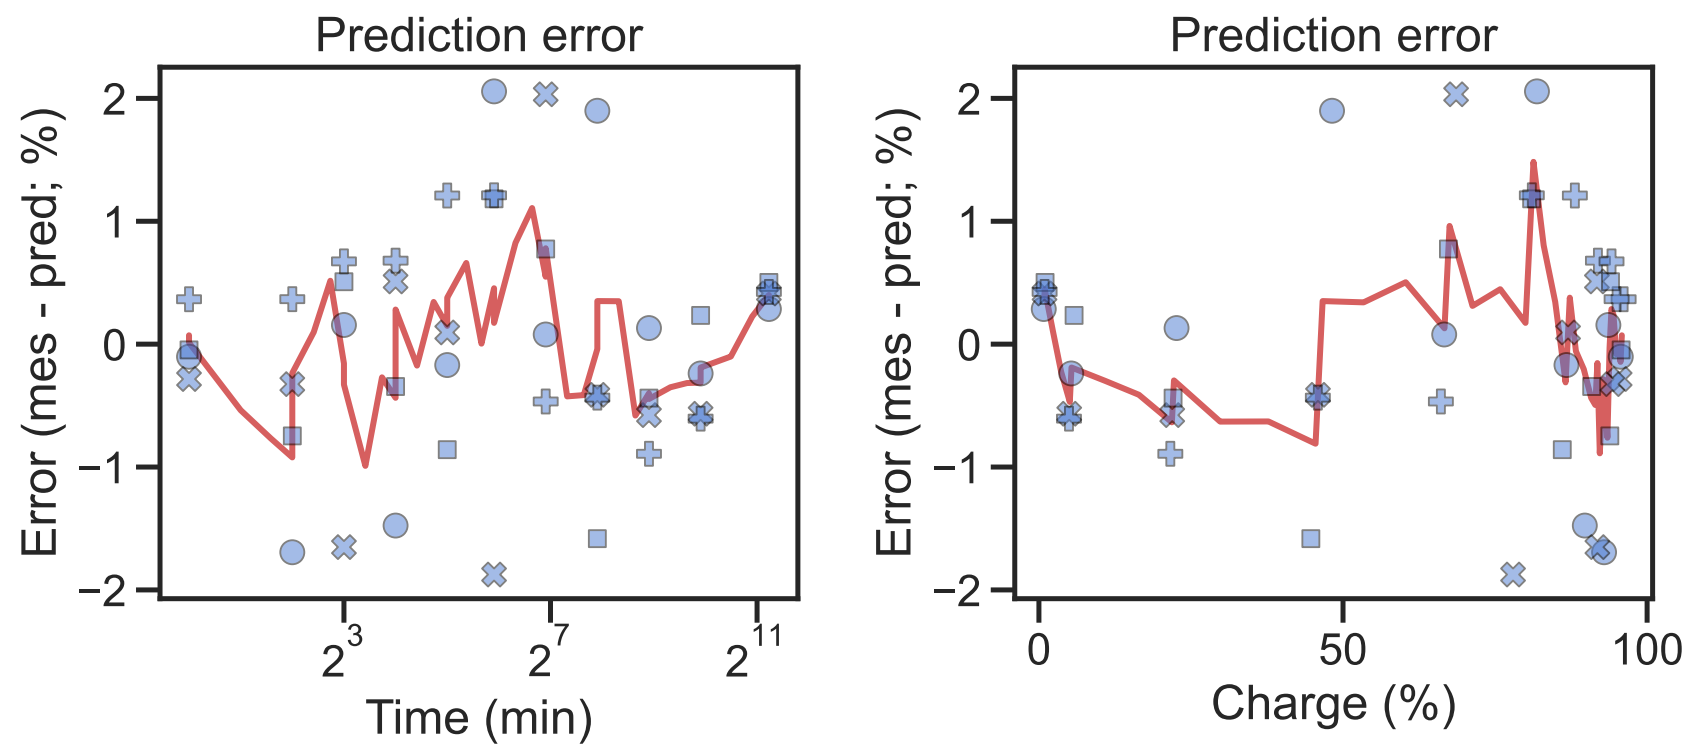 Prediction error
Error (mes - pred; %)
2
1
0
−1
−2
2^3
2^7
2^11
Time (min)
Prediction error
Error (mes - pred; %)
2
1
0
−1
−2
0
50
100
Charge (%)